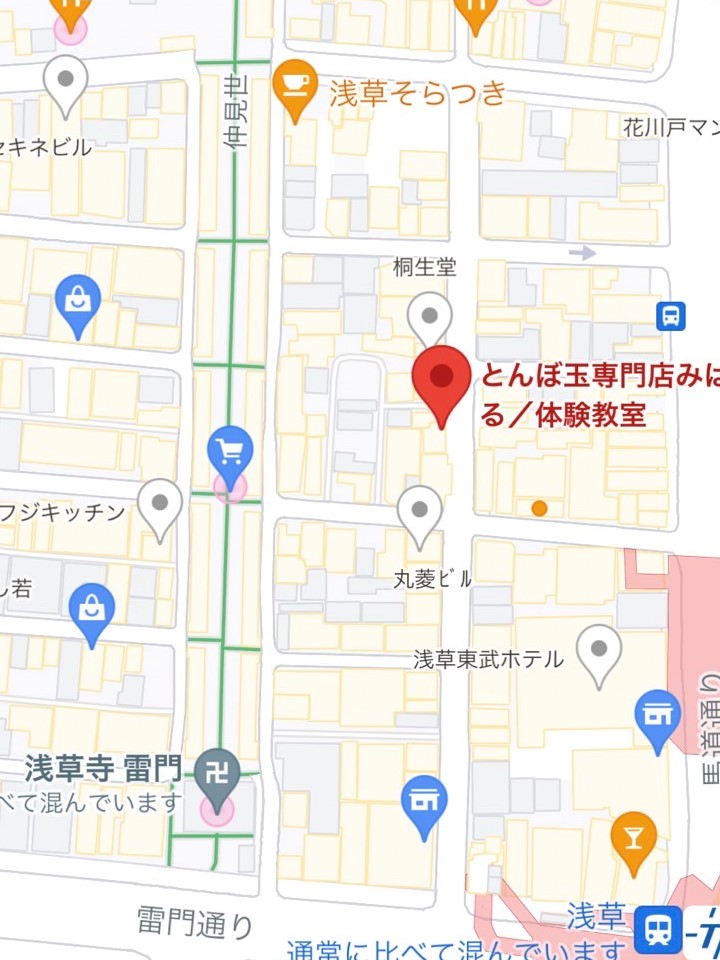 仲見世
浅草そらつき
花川戸マン
セキネビル
桐生堂
とんぼ玉専門店みは
る／体験教室
フジキッチン
丸菱ビル
し若
浅草東武ホテル
馬道通り
浅草寺 雷門
べて混んでいます
雷門通り
浅草
通常に比べて混んでいます